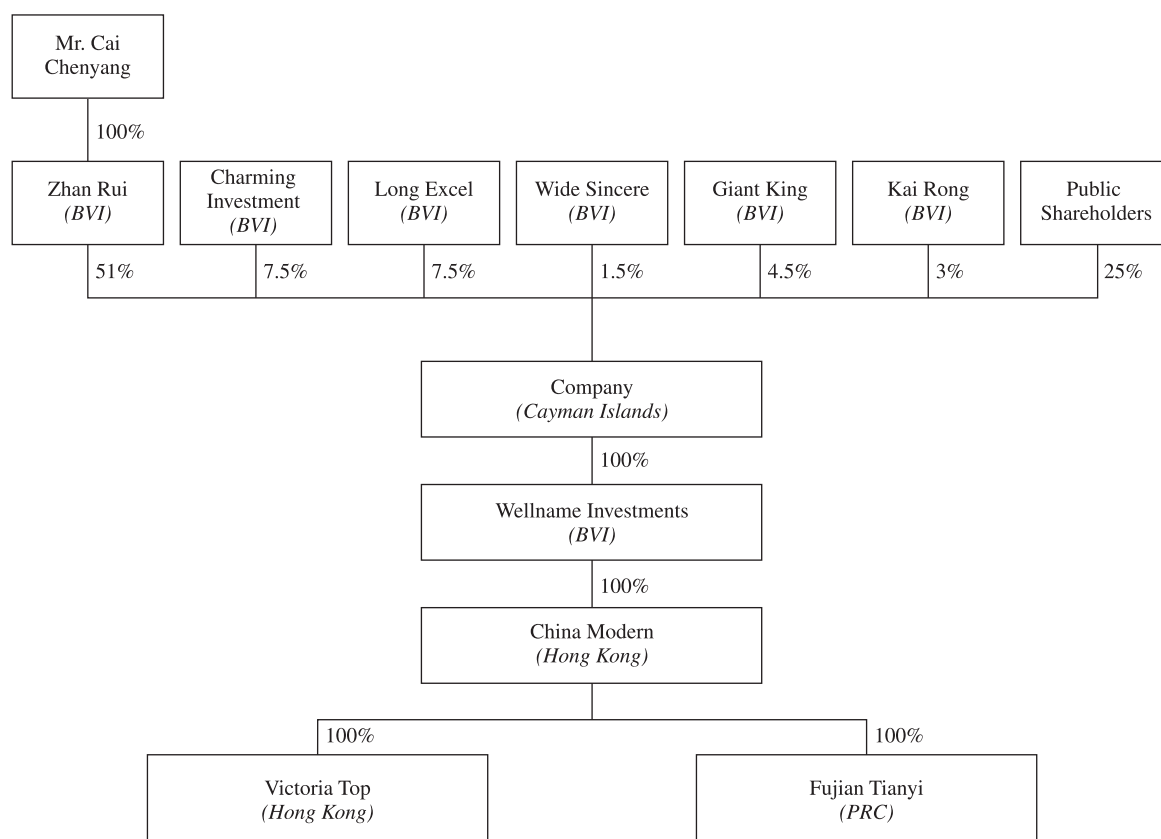 Mr. Cai
Chenyang
100%
Zhan Rui
(BVI)
Charming
Investment
(BVI)
Long Excel
(BVI)
Wide Sincere
(BVI)
Giant King
(BVI)
Kai Rong
(BVI)
Public
Shareholders
51%
7.5%
7.5%
1.5%
4.5%
3%
25%
Company
(Cayman Islands)
100%
Wellname Investments
(BVI)
100%
China Modern
(Hong Kong)
100%
100%
Victoria Top
(Hong Kong)
Fujian Tianyi
(PRC)